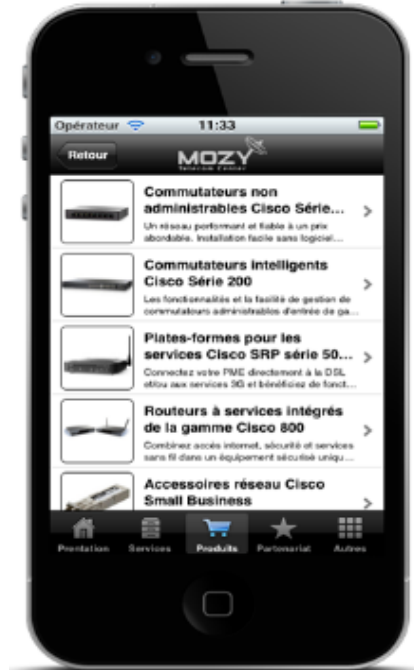 Opérateur 11:33
Retour
MOZY
Telecom Center
Commutateurs non
administrables Cisco Série...
Un réseau performant et fiable à un prix
abordable. Installation facile sans logiciel...
Commutateurs intelligents
Cisco Série 200
Les fonctionnalités et la facilité de gestion de
commutateurs administrables d'entrée de ga...
Plates-formes pour les
services Cisco SRP série 50...
Connectez votre PME directement à la DSL
et/ou aux services 3G et bénéficiez de fonct...
Routeurs à services intégrés
de la gamme Cisco 800
Combinez accès internet, sécurité et services
sans fil dans un équipement sécurisé uniqu...
Accessoires réseau Cisco
Small Business
Prentation Services Produits Partenariat Autres